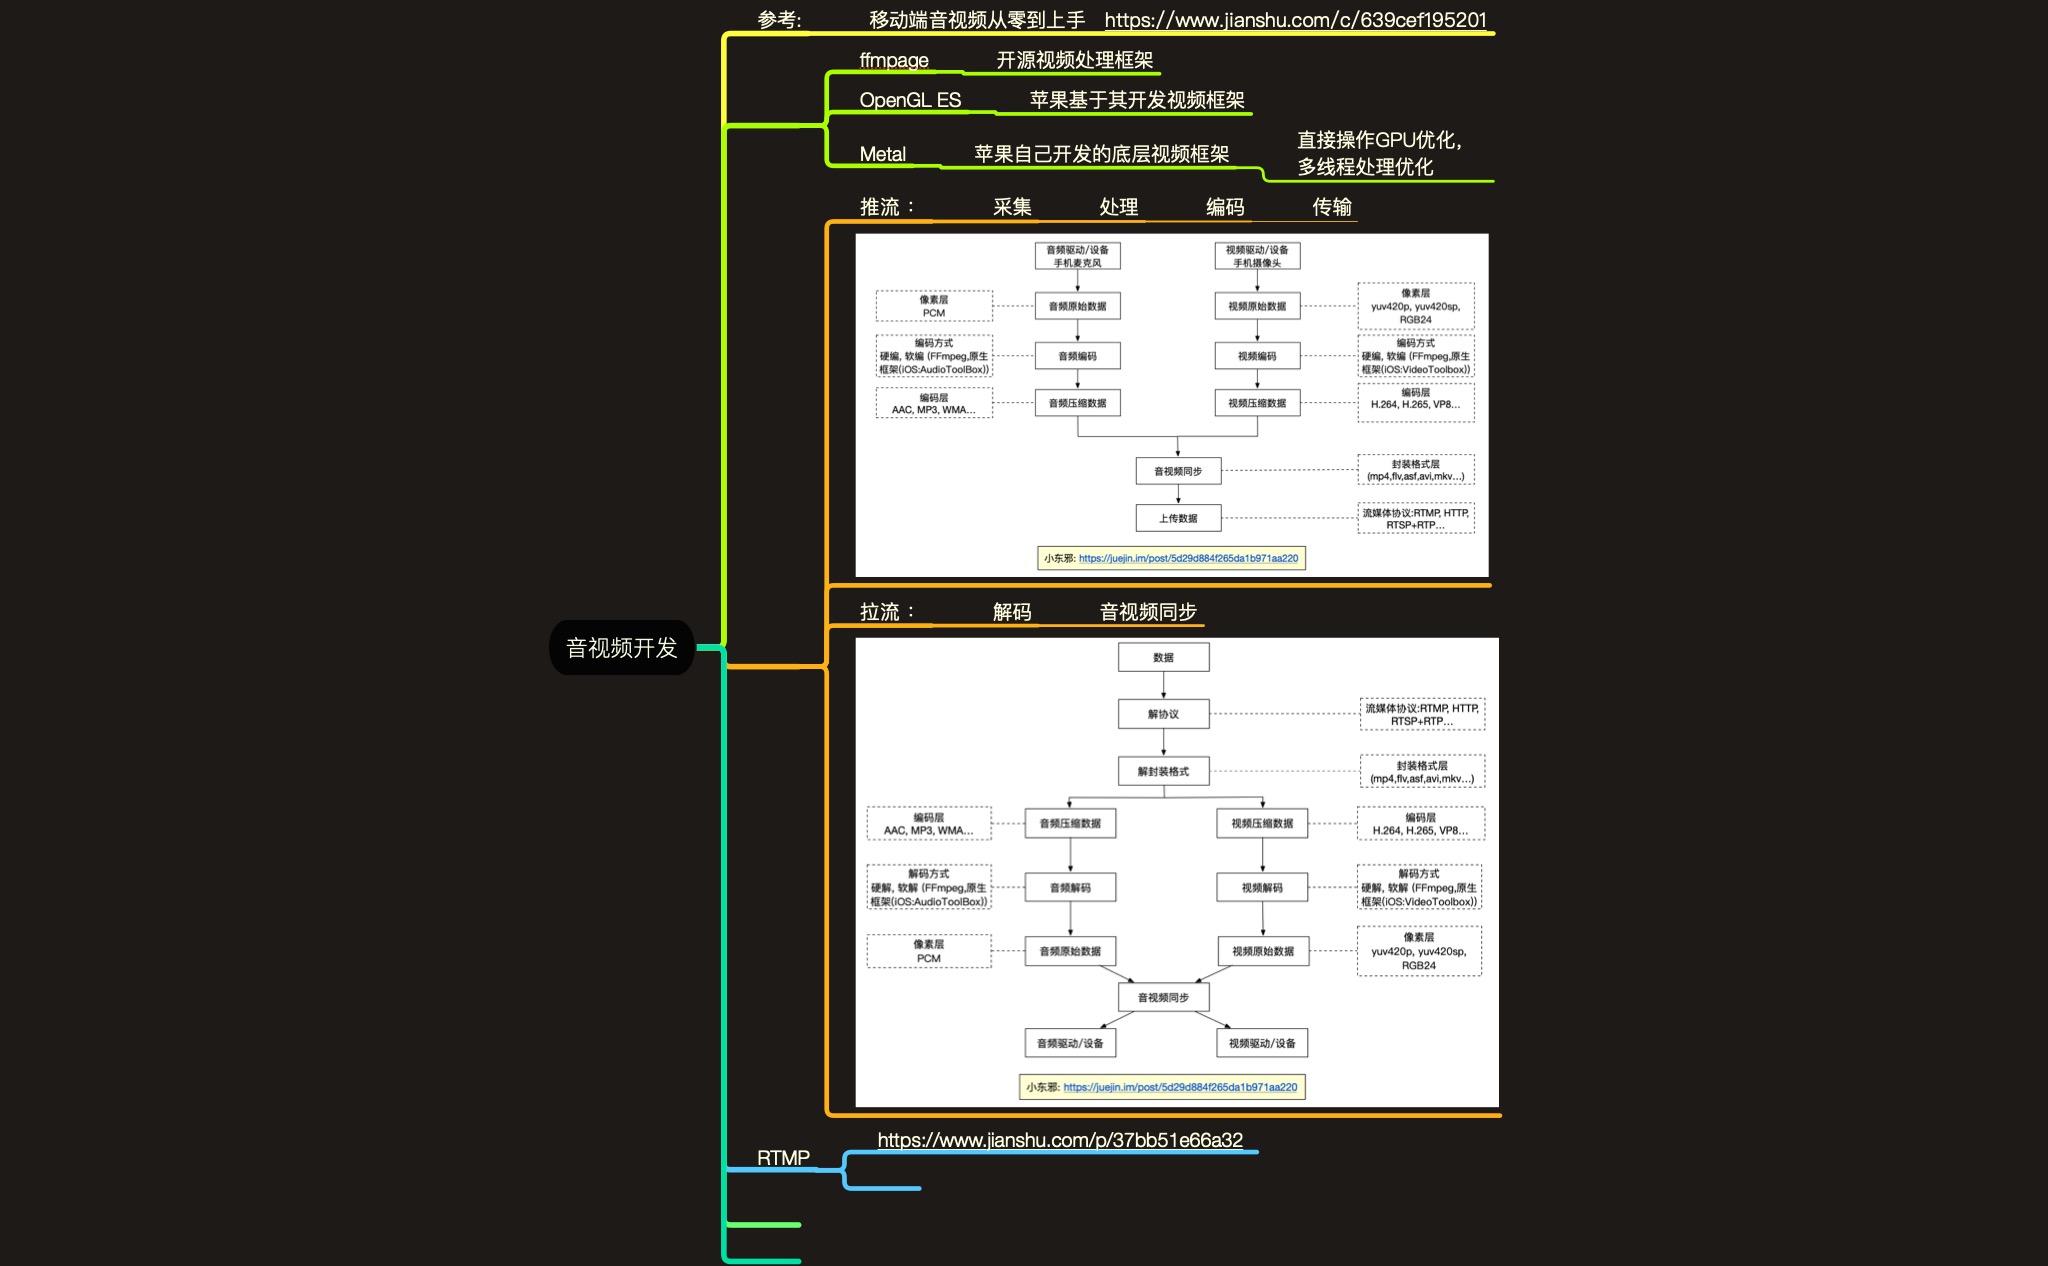 参考: 移动端音视频从零到上手 https://www.jianshu.com/c/639cef195201
ffmpage 开源视频处理框架
OpenGL ES 苹果基于其开发视频框架
Metal 苹果自己开发的底层视频框架
直接操作GPU优化，
多线程处理优化
推流： 采集 处理 编码 传输
音频驱动/设备
手机麦克风
视频驱动/设备
手机摄像头
像素层
PCM
音频原始数据
视频原始数据
像素层
yuv420p, yuv420sp,
RGB24
编码方式
硬编, 软编 (FFmpeg,原生
框架(iOS:AudioToolBox))
音频编码
视频编码
编码方式
硬编, 软编 (FFmpeg,原生
框架(iOS:VideoToolbox))
编码层
AAC, MP3, WMA...
音频压缩数据
视频压缩数据
编码层
H.264, H.265, VP8...
音视频同步
封装格式层
(mp4,flv,asf,avi,mkv...)
上传数据
流媒体协议:RTMP, HTTP,
RTSP+RTP...
小东邪: https://juejin.im/post/5d29d884f265da1b971aa220
拉流： 解码 音视频同步
音视频开发
数据
解协议
流媒体协议:RTMP, HTTP,
RTSP+RTP...
解封装格式
封装格式层
(mp4,flv,asf,avi,mkv...)
编码层
AAC, MP3, WMA...
音频压缩数据
视频压缩数据
编码层
H.264, H.265, VP8...
解码方式
硬解, 软解 (FFmpeg,原生
框架(iOS:AudioToolBox))
音频解码
视频解码
解码方式
硬解, 软解 (FFmpeg,原生
框架(iOS:VideoToolbox))
像素层
PCM
音频原始数据
视频原始数据
像素层
yuv420p, yuv420sp,
RGB24
音视频同步
音频驱动/设备
视频驱动/设备
小东邪: https://juejin.im/post/5d29d884f265da1b971aa220
RTMP
https://www.jianshu.com/p/37bb51e66a32